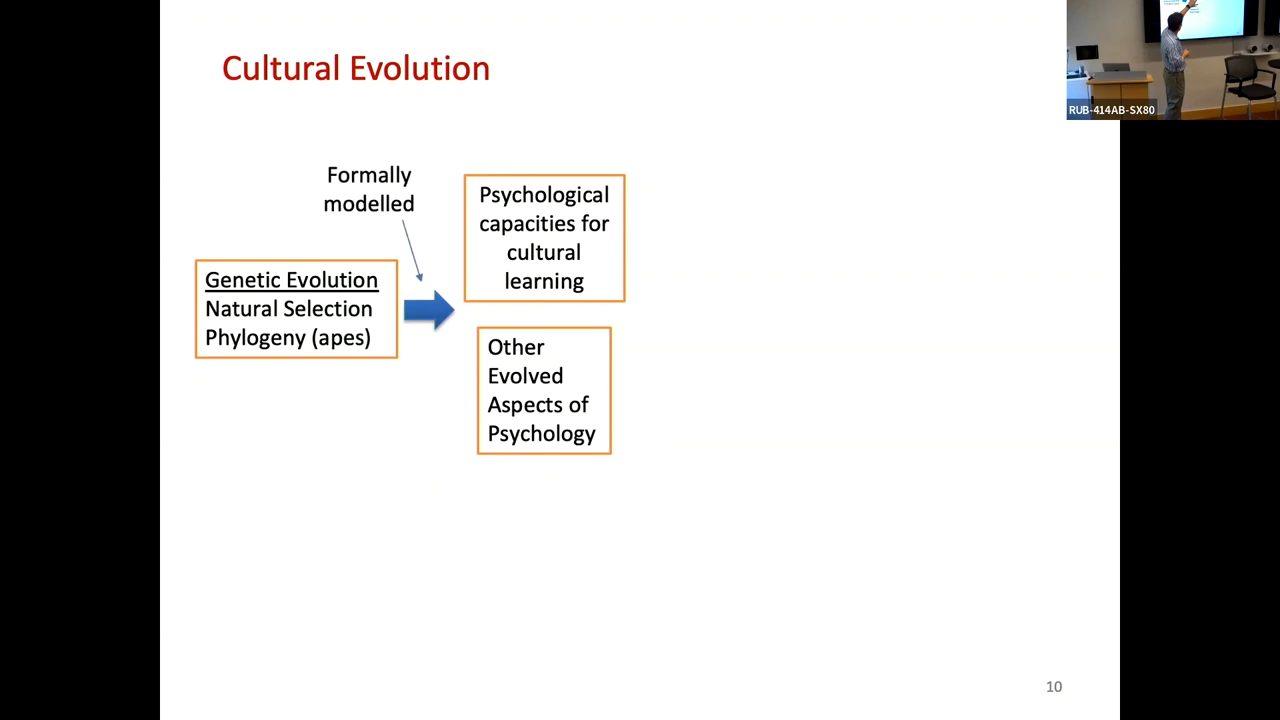 Cultural Evolution
RUB-414AB-SX80
Formally
modelled
Psychological
capacities for
cultural
learning
Genetic Evolution
Natural Selection
Phylogeny (apes)
Other
Evolved
Aspects of
Psychology
10